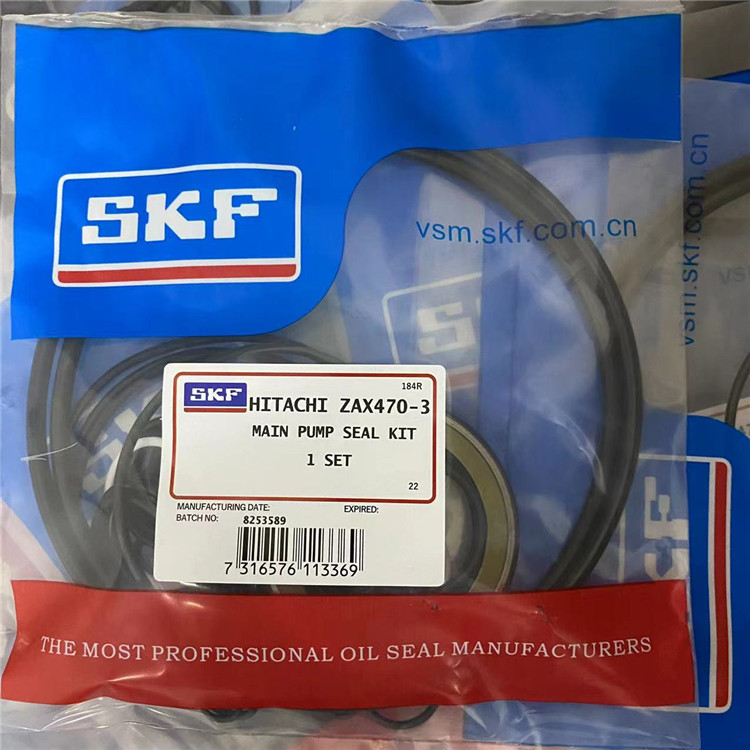 SKF
vsm.skf.com.cn
vsm.skf.com.cn
SKF
184R
SKF HITACHI ZAX470-3
MAIN PUMP SEAL KIT
1 SET
22
MANUFACTURING DATE: EXPIRED:
BATCH NO: 8253589
7 316576 113369
THE MOST PROFESSIONAL OIL SEAL MANUFACTURERS